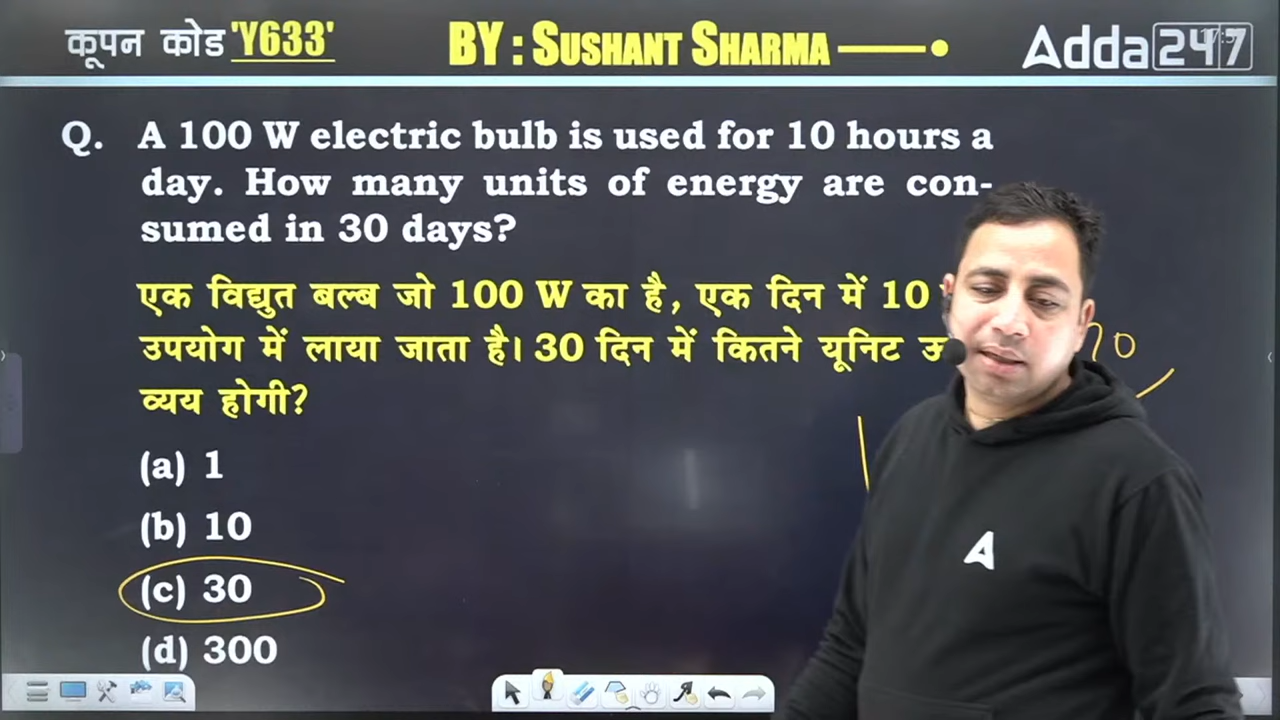 कूपन कोड 'Y633'
BY : SUSHANT SHARMA
Adda247
Q. A 100 W electric bulb is used for 10 hours a
day. How many units of energy are con-
sumed in 30 days?
एक विद्युत बल्ब जो 100 W का है, एक दिन में 10
उपयोग में लाया जाता है। 30 दिन में कितने यूनिट
व्यय होगी?
(a) 1
(b) 10
(c) 30
(d) 300
A